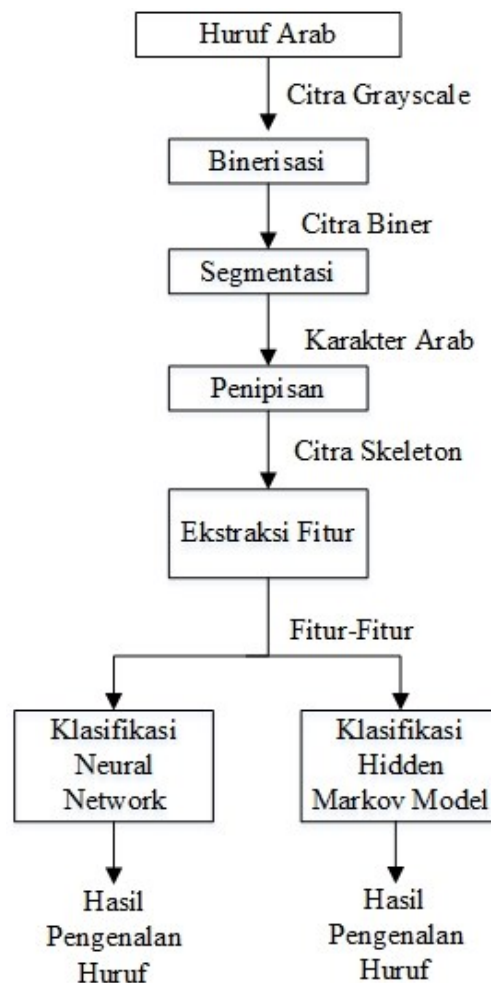 Huruf Arab
Citra Grayscale
Binerisasi
Citra Biner
Segmentasi
Karakter Arab
Penipisan
Citra Skeleton
Ekstraksi Fitur
Fitur-Fitur
Klasifikasi
Neural
Network
Klasifikasi
Hidden
Markov Model
Hasil
Pengenalan
Huruf
Hasil
Pengenalan
Huruf